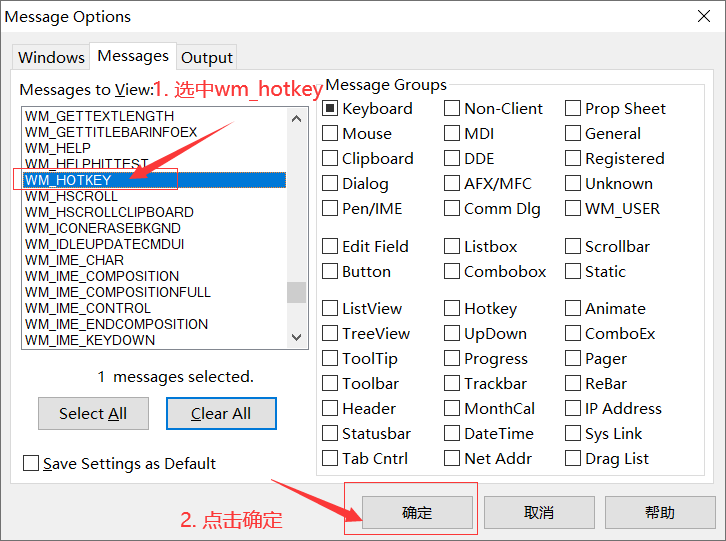 Message Options
Windows
Messages
Output
Messages to View:
1. 选中wm_hotkey
WM_GETTEXTLENGTH
WM_GETTITLEBARINFOEX
WM_HELP
WM_HELPHITTEST
WM_HOTKEY
WM_HSCROLL
WM_HSCROLLCLIPBOARD
WM_ICONERASEBKGND
WM_IDLEUPDATECMDUI
WM_IME_CHAR
WM_IME_COMPOSITION
WM_IME_COMPOSITIONFULL
WM_IME_CONTROL
WM_IME_ENDCOMPOSITION
WM_IME_KEYDOWN
1 messages selected.
Select All
Clear All
Save Settings as Default
Message Groups
Keyboard
Non-Client
Prop Sheet
Mouse
MDI
General
Clipboard
DDE
Registered
Dialog
AFX/MFC
Unknown
Pen/IME
Comm Dlg
WM_USER
Edit Field
Listbox
Scrollbar
Button
Combobox
Static
ListView
Hotkey
Animate
TreeView
UpDown
ComboEx
ToolTip
Progress
Pager
Toolbar
Trackbar
ReBar
Header
MonthCal
IP Address
Statusbar
DateTime
Sys Link
Tab Cntrl
Net Addr
Drag List
2. 点击确定
确定
取消
帮助